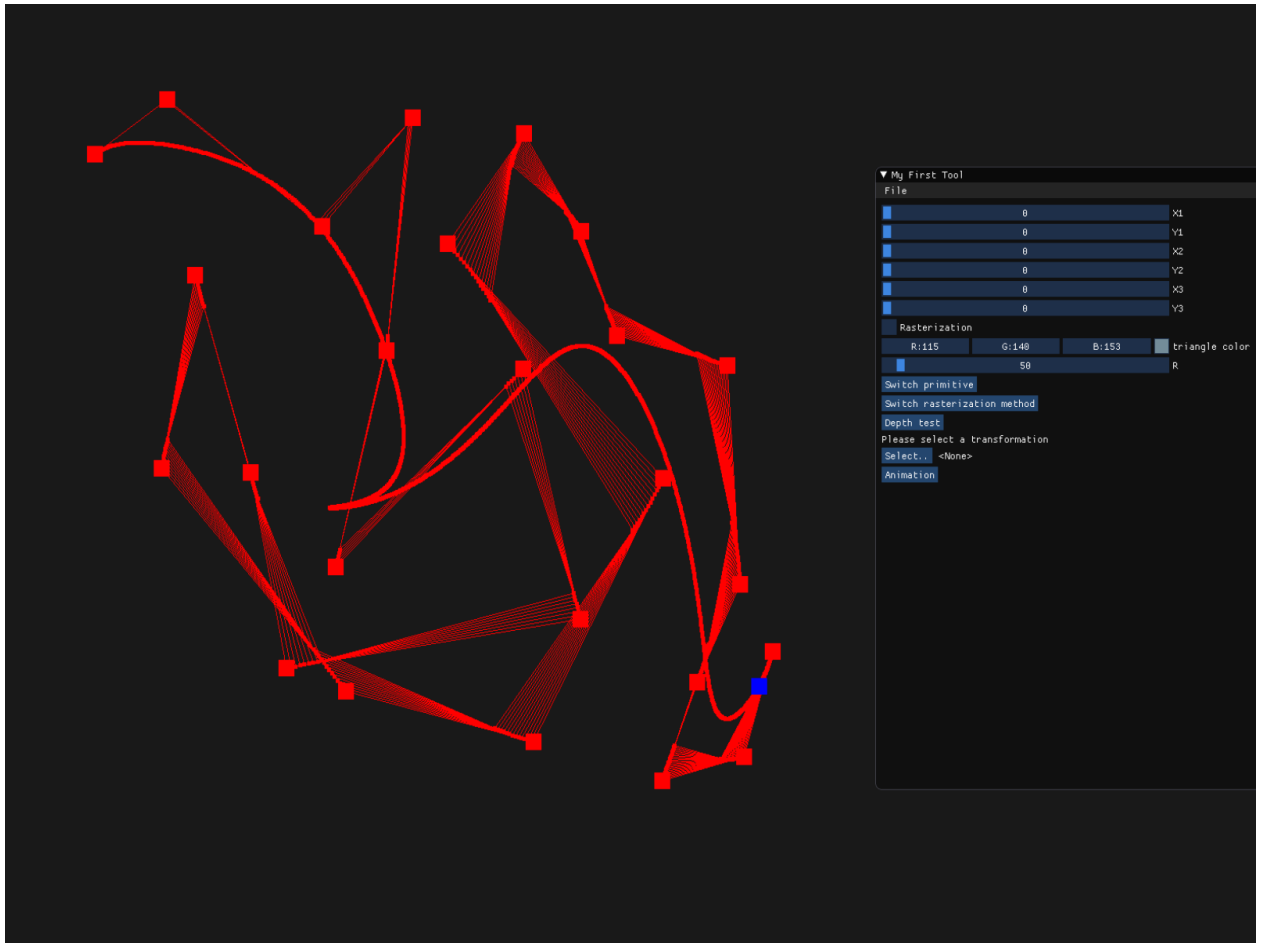 My First Tool
File
0 X1
0 Y1
0 X2
0 Y2
0 X3
0 Y3
Rasterization
R:115 G:140 B:153 triangle color
50 R
Switch primitive
Switch rasterization method
Depth test
Please select a transformation
Select.. <None>
Animation